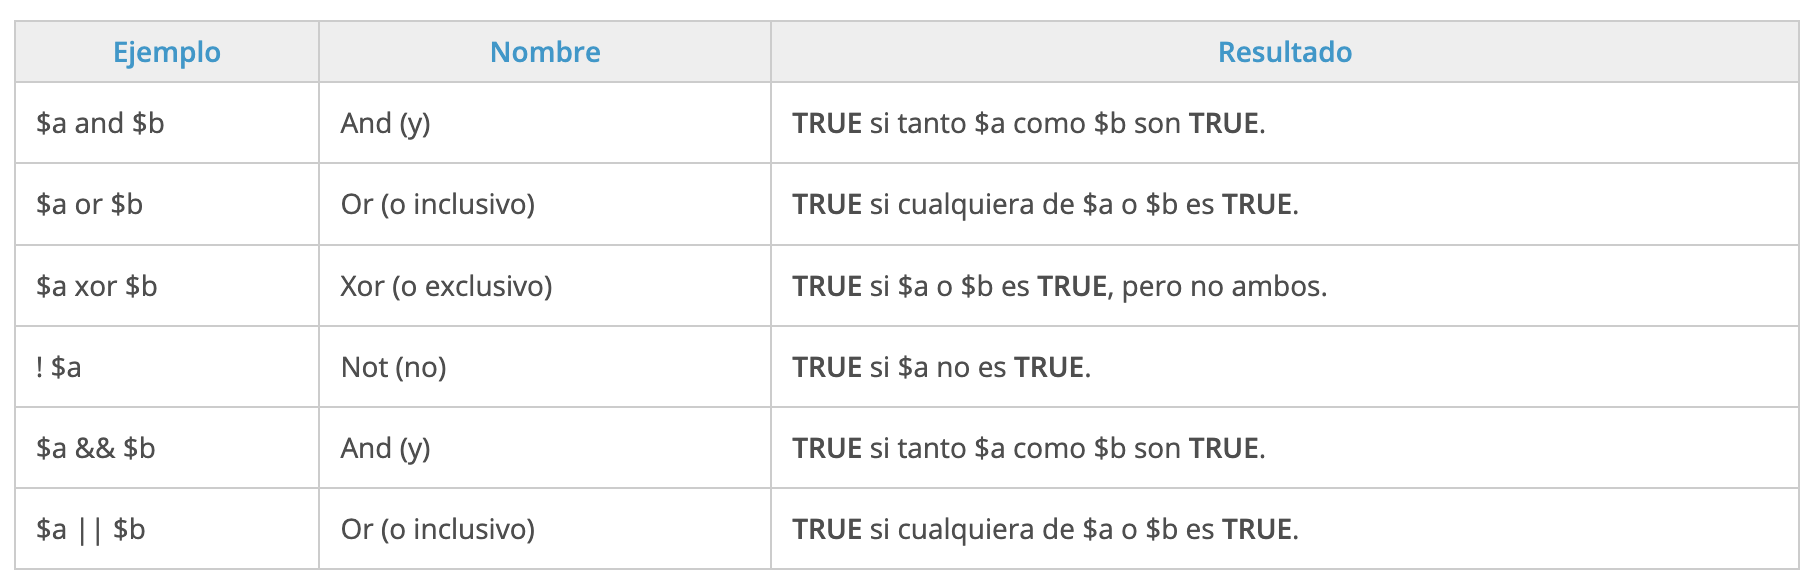 Ejemplo Nombre Resultado
$a and $b And (y) TRUE si tanto $a como $b son TRUE.
$a or $b Or (o inclusivo) TRUE si cualquiera de $a o $b es TRUE.
$a xor $b Xor (o exclusivo) TRUE si $a o $b es TRUE, pero no ambos.
! $a Not (no) TRUE si $a no es TRUE.
$a && $b And (y) TRUE si tanto $a como $b son TRUE.
$a || $b Or (o inclusivo) TRUE si cualquiera de $a o $b es TRUE.